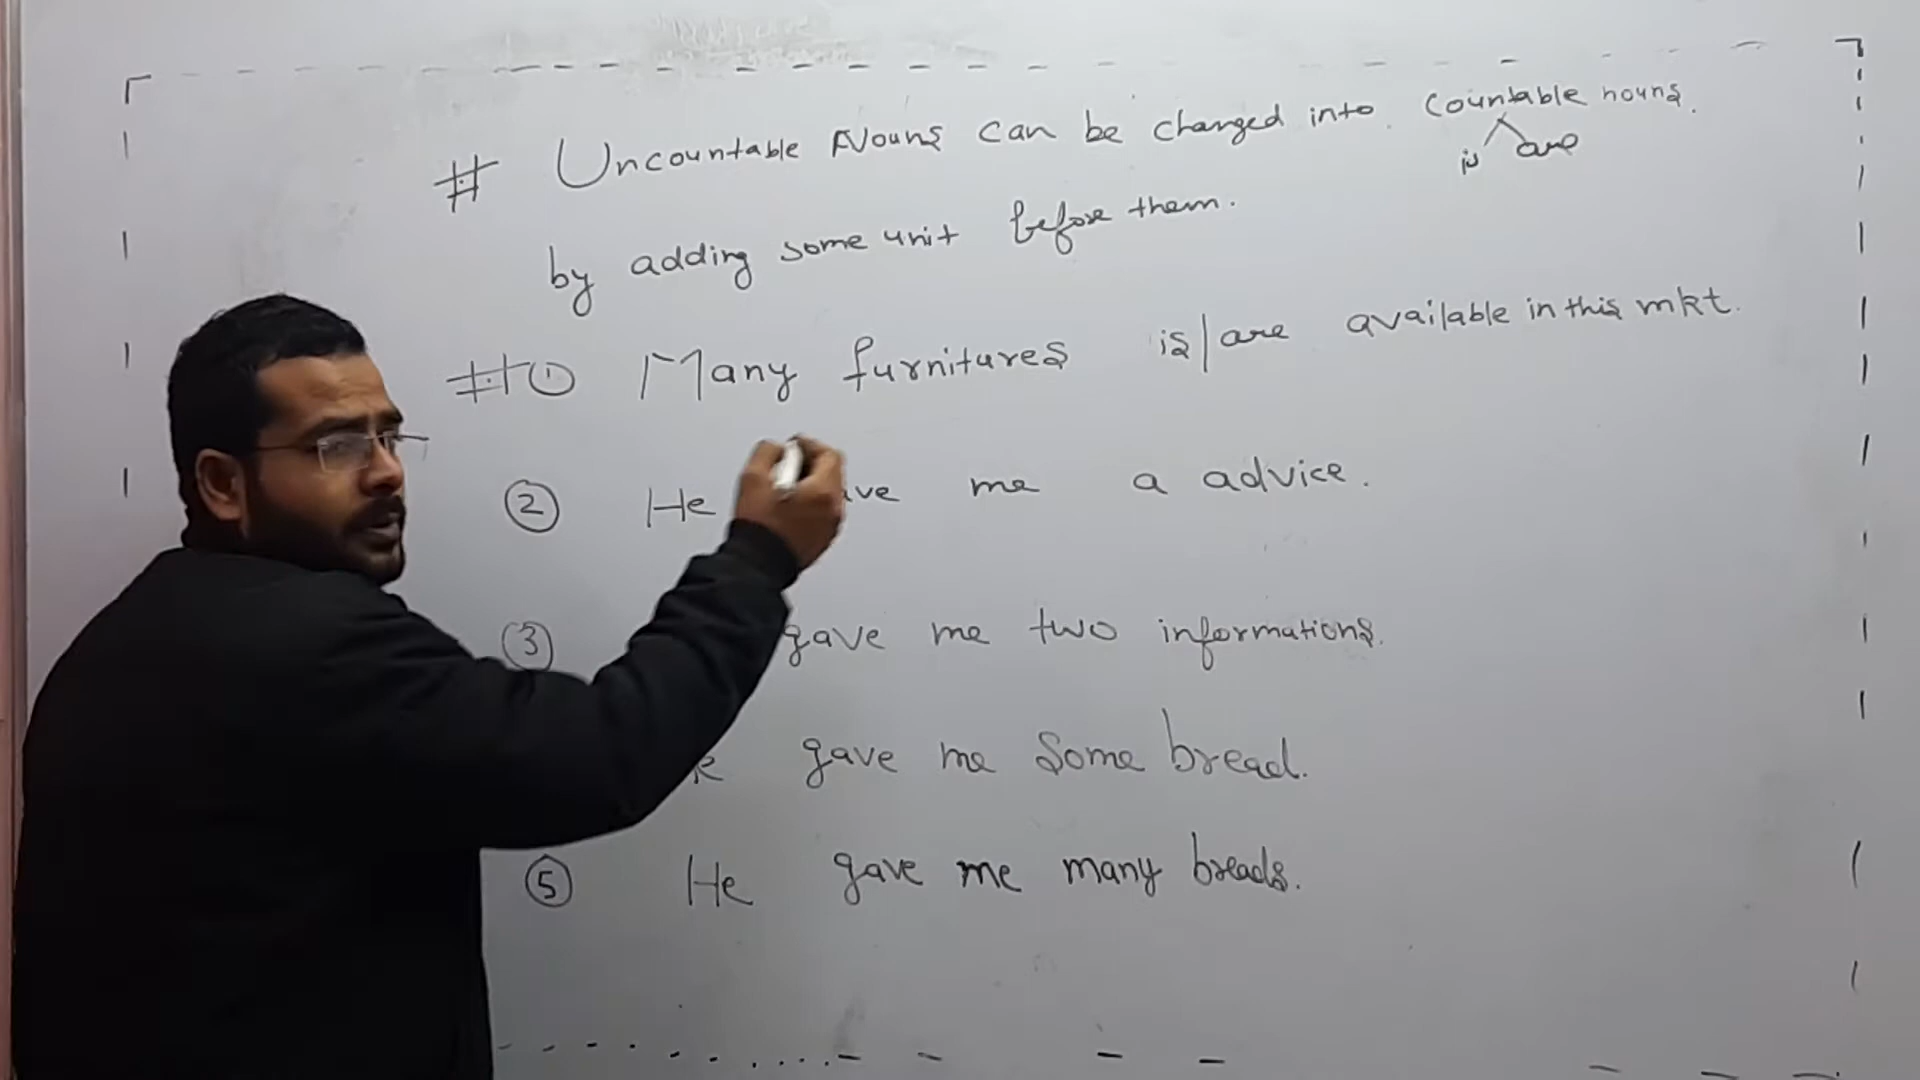 # Uncountable Nouns can be changed into countable nouns.
is are
by adding some unit before them.
# ① Many furnitures is/are available in this mkt.
② He me a advice.
③ gave me two informations.
gave me some bread.
⑤ He gave me many breads.